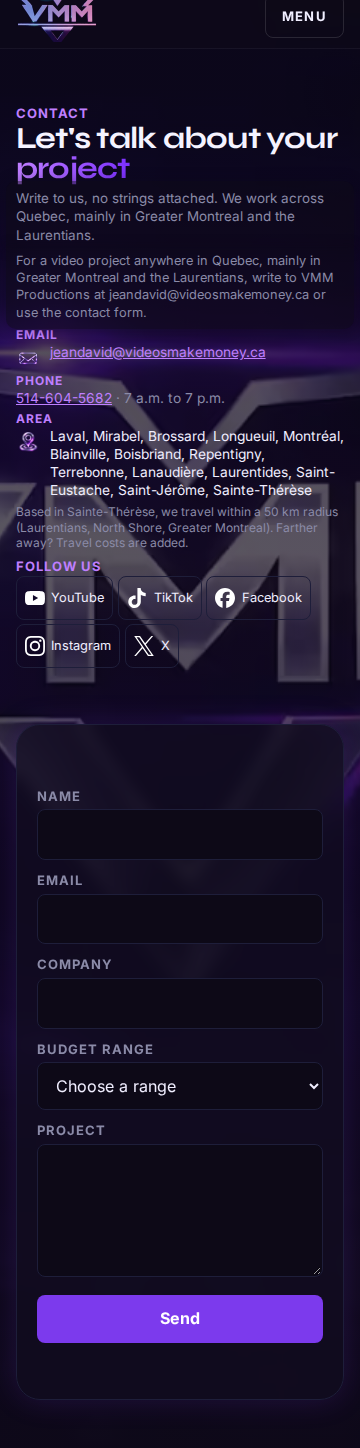 VMM
MENU
CONTACT
Let's talk about your
project
Write to us, no strings attached. We work across
Quebec, mainly in Greater Montreal and the
Laurentians.
For a video project anywhere in Quebec, mainly in
Greater Montreal and the Laurentians, write to VMM
Productions at jeandavid@videosmakemoney.ca or
use the contact form.
EMAIL
jeandavid@videosmakemoney.ca
PHONE
514-604-5682 · 7 a.m. to 7 p.m.
AREA
Laval, Mirabel, Brossard, Longueuil, Montréal,
Blainville, Boisbriand, Repentigny,
Terrebonne, Lanaudière, Laurentides, Saint-
Eustache, Saint-Jérôme, Sainte-Thérèse
Based in Sainte-Thérèse, we travel within a 50 km radius
(Laurentides, North Shore, Greater Montreal). Farther
away? Travel costs are added.
FOLLOW US
YouTube
TikTok
Facebook
Instagram
X
NAME
EMAIL
COMPANY
BUDGET RANGE
Choose a range
PROJECT
Send